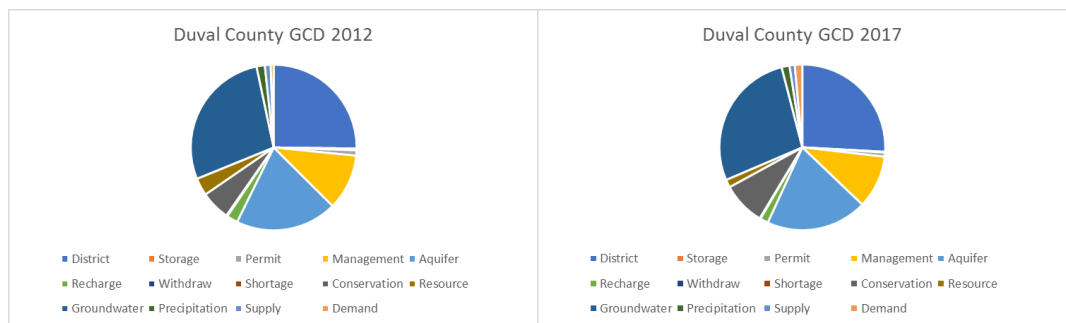 Duval County GCD 2012
District Storage Permit Management Aquifer
Recharge Withdraw Shortage Conservation Resource
Groundwater Precipitation Supply Demand
Duval County GCD 2017
District Storage Permit Management Aquifer
Recharge Withdraw Shortage Conservation Resource
Groundwater Precipitation Supply Demand